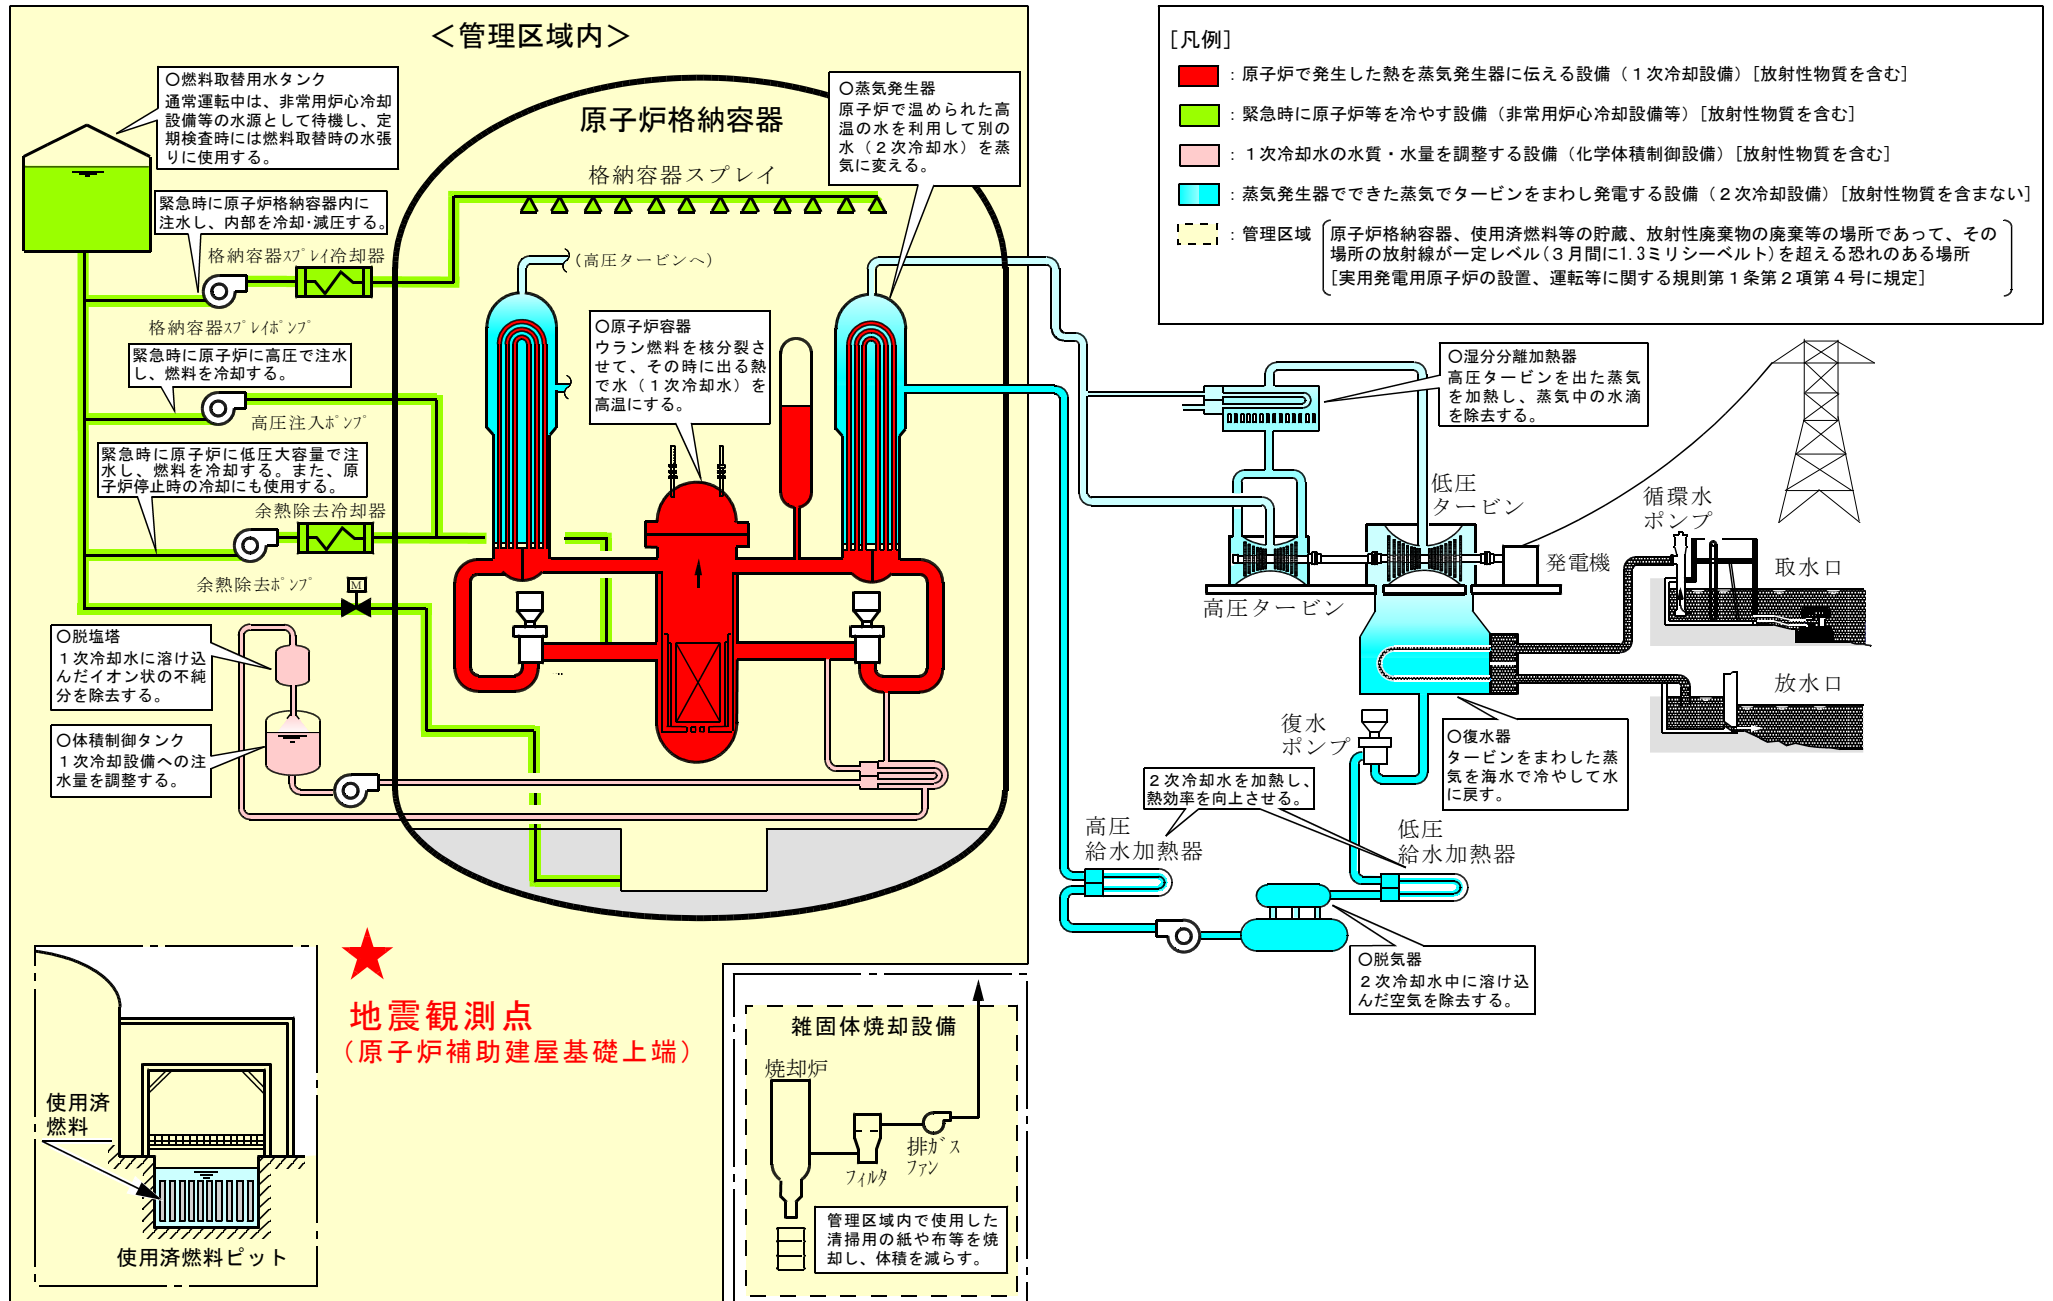 ＜管理区域内＞
○燃料取替用水タンク
通常運転中は、非常用炉心冷却
設備等の水源として待機し、定
期検査時には燃料取替時の水張
りに使用する。
緊急時に原子炉格納容器内に
注水し、内部を冷却･減圧する。
格納容器ｽﾌﾟﾚｲ冷却器
格納容器ｽﾌﾟﾚｲﾎﾟﾝﾌﾟ
緊急時に原子炉に高圧で注水
し、燃料を冷却する。
高圧注入ﾎﾟﾝﾌﾟ
緊急時に原子炉に低圧大容量で注
水し、燃料を冷却する。また、原
子炉停止時の冷却にも使用する。
余熱除去冷却器
余熱除去ﾎﾟﾝﾌﾟ
M
○脱塩塔
１次冷却水に溶け込
んだイオン状の不純
分を除去する。
○体積制御タンク
１次冷却設備への注
水量を調整する。
原子炉格納容器
格納容器スプレイ
(高圧タービンへ)
○蒸気発生器
原子炉で温められた高
温の水を利用して別の
水（２次冷却水）を蒸
気に変える。
○原子炉容器
ウラン燃料を核分裂さ
せて、その時に出る熱
で水（１次冷却水）を
高温にする。
★
地震観測点
（原子炉補助建屋基礎上端）
使用済
燃料
使用済燃料ピット
雑固体焼却設備
焼却炉
フィルタ
排ガス
ファン
管理区域内で使用した
清掃用の紙や布等を焼
却し、体積を減らす。
[凡例]
：原子炉で発生した熱を蒸気発生器に伝える設備（１次冷却設備）[放射性物質を含む]
：緊急時に原子炉等を冷やす設備（非常用炉心冷却設備等）[放射性物質を含む]
：１次冷却水の水質・水量を調整する設備（化学体積制御設備）[放射性物質を含む]
：蒸気発生器でできた蒸気でタービンをまわし発電する設備（２次冷却設備）[放射性物質を含まない]
：管理区域
原子炉格納容器、使用済燃料等の貯蔵、放射性廃棄物の廃棄等の場所であって、その
場所の放射線が一定レベル(３月間に1.3ミリシーベルト)を超える恐れのある場所
[実用発電用原子炉の設置、運転等に関する規則第１条第２項第４号に規定]
○湿分分離加熱器
高圧タービンを出た蒸気
を加熱し、蒸気中の水滴
を除去する。
低圧
タービン
高圧タービン
発電機
循環水
ポンプ
取水口
放水口
復水
ポンプ
○復水器
タービンをまわした蒸
気を海水で冷やして水
に戻す。
２次冷却水を加熱し、
熱効率を向上させる。
高圧
給水加熱器
低圧
給水加熱器
○脱気器
２次冷却水中に溶け込
んだ空気を除去する。